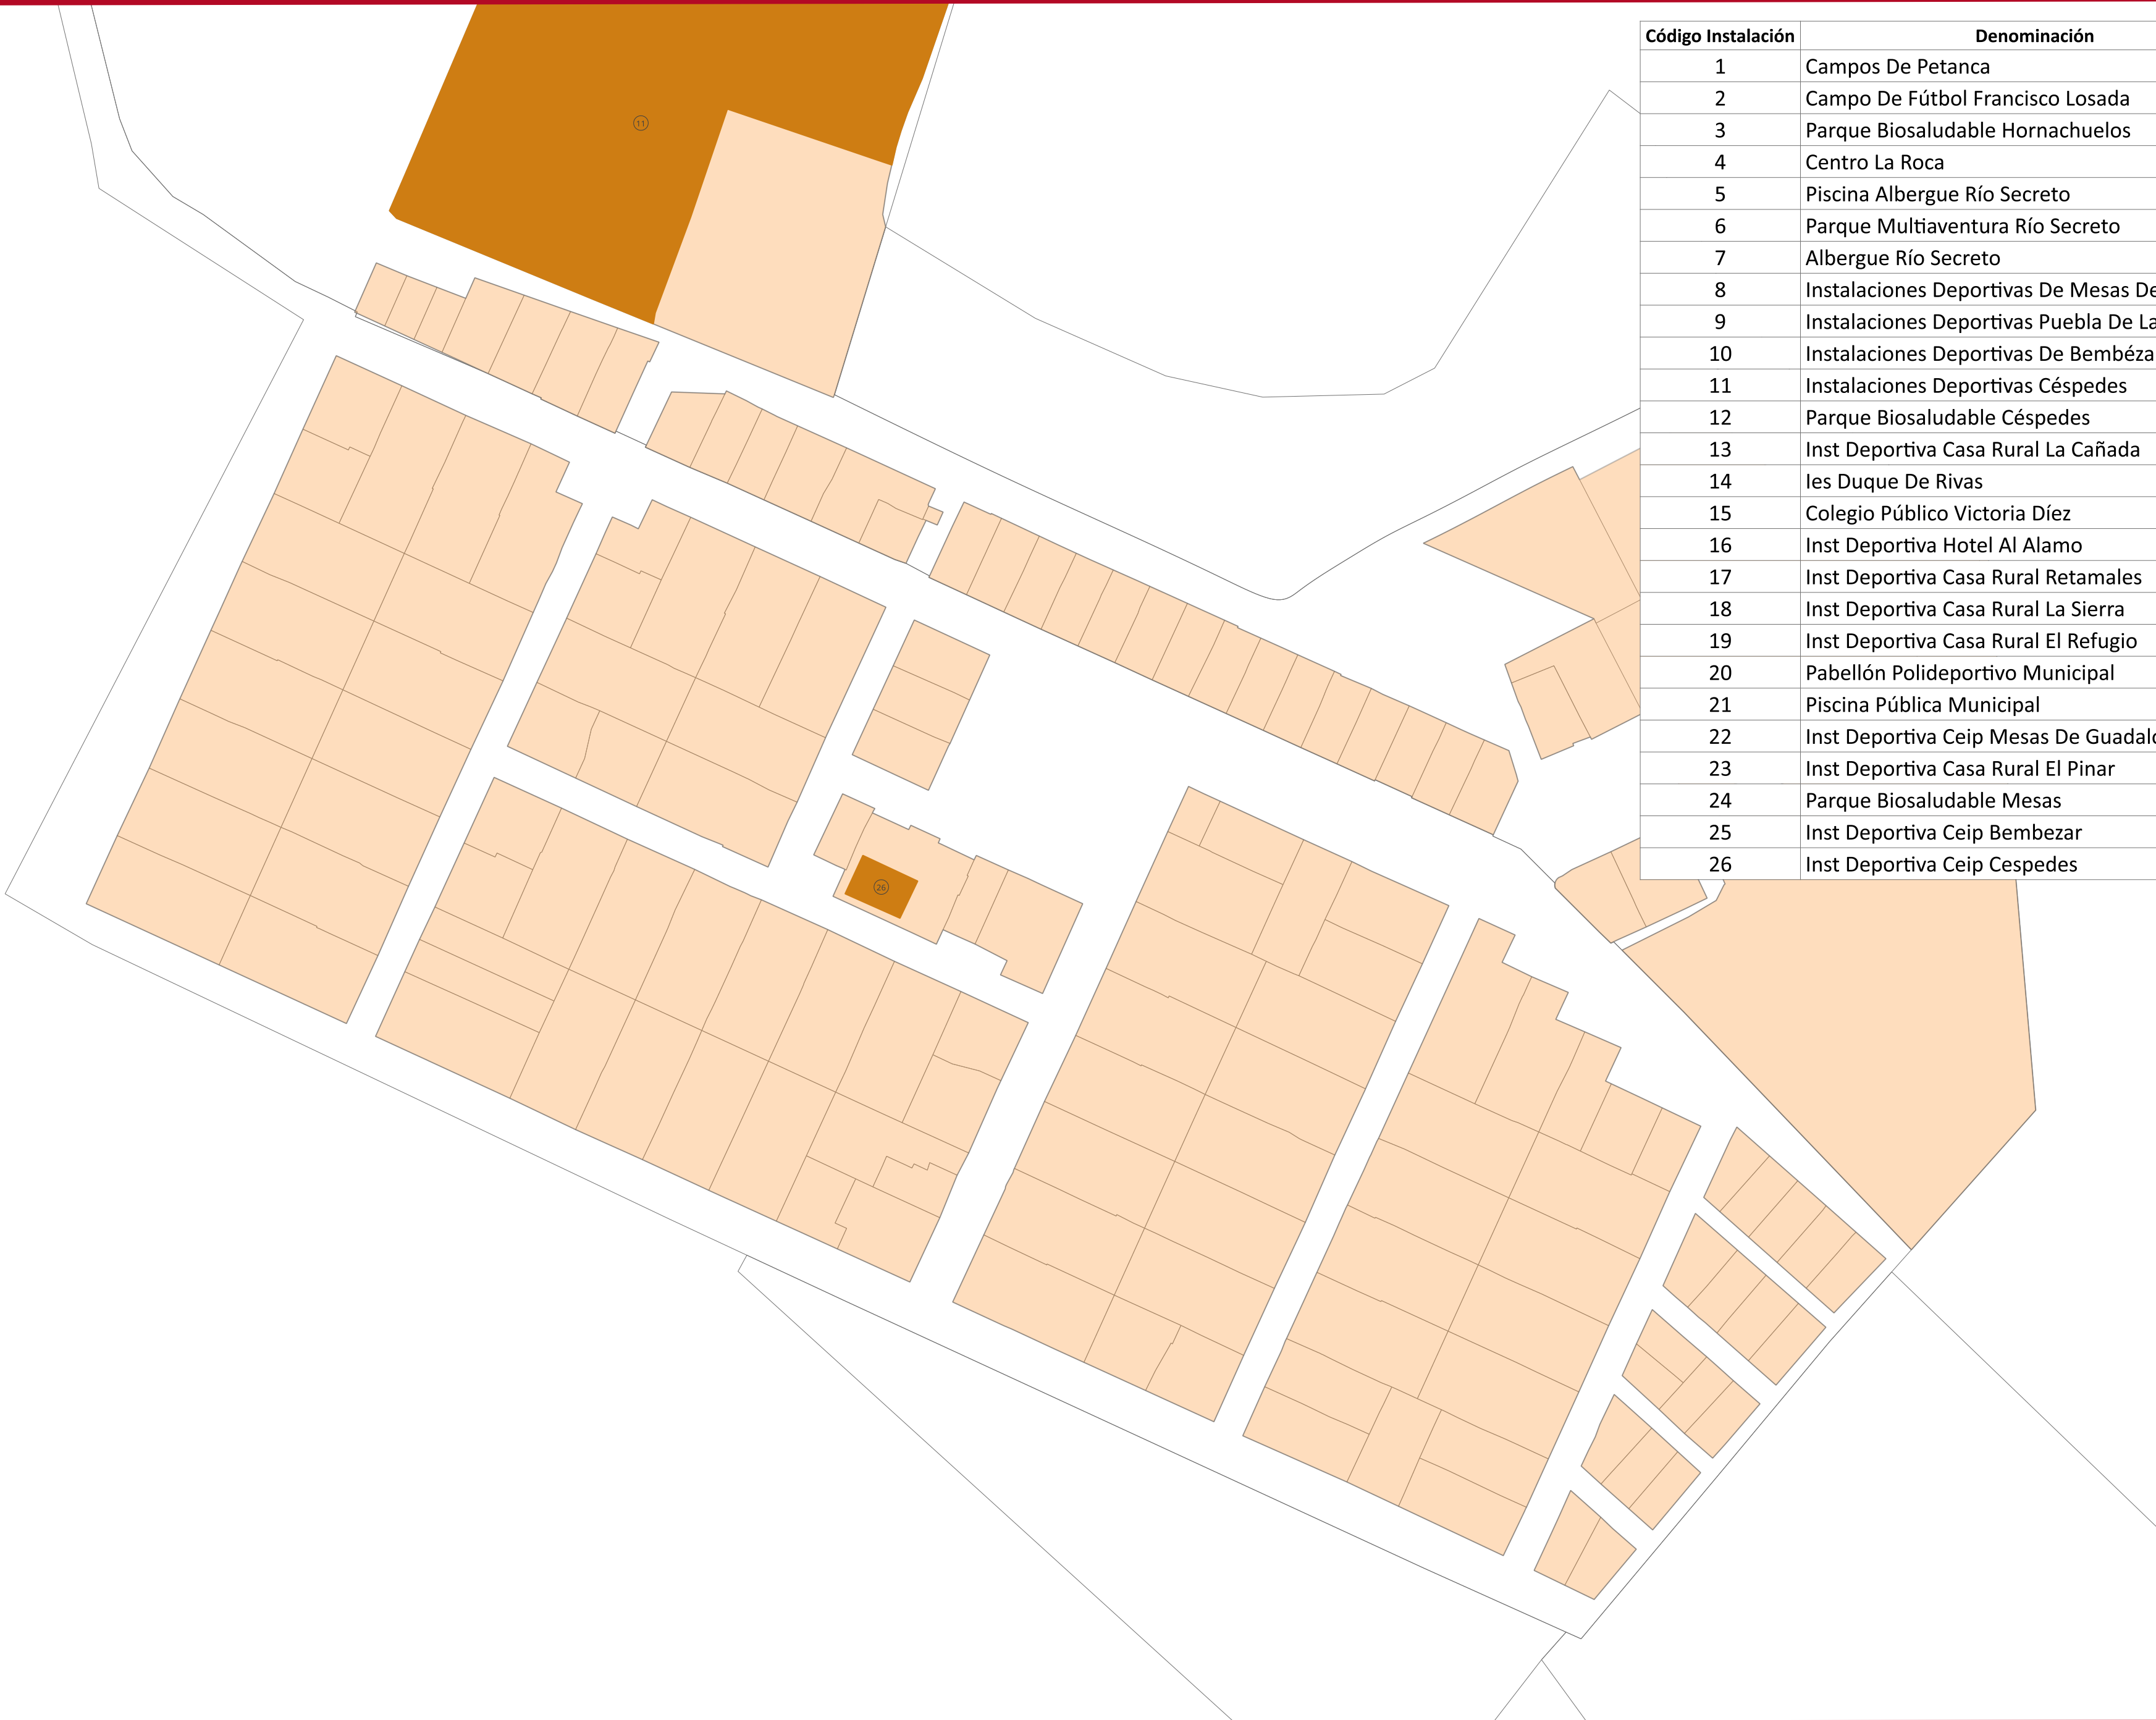 Código Instalación Denominación
1 Campos De Petanca
2 Campo De Fútbol Francisco Losada
3 Parque Biosaludable Hornachuelos
4 Centro La Roca
5 Piscina Albergue Río Secreto
6 Parque Multiaventura Río Secreto
7 Albergue Río Secreto
8 Instalaciones Deportivas De Mesas De
9 Instalaciones Deportivas Puebla De La
10 Instalaciones Deportivas De
11 Instalaciones Deportivas Céspedes
12 Parque Biosaludable Céspedes
13 Inst Deportiva Casa Rural La Cañada
14 Ies Duque De Rivas
15 Colegio Público Victoria Díez
16 Inst Deportiva Hotel Al Alamo
17 Inst Deportiva Casa Rural Retamales
18 Inst Deportiva Casa Rural La Sierra
19 Inst Deportiva Casa Rural El Refugio
20 Pabellón Polideportivo Municipal
21 Piscina Pública Municipal
22 Inst Deportiva Ceip Mesas De
23 Inst Deportiva Casa Rural El Pinar
24 Parque Biosaludable Mesas
25 Inst Deportiva Ceip Bembezar
26 Inst Deportiva Ceip Cespedes
11
26